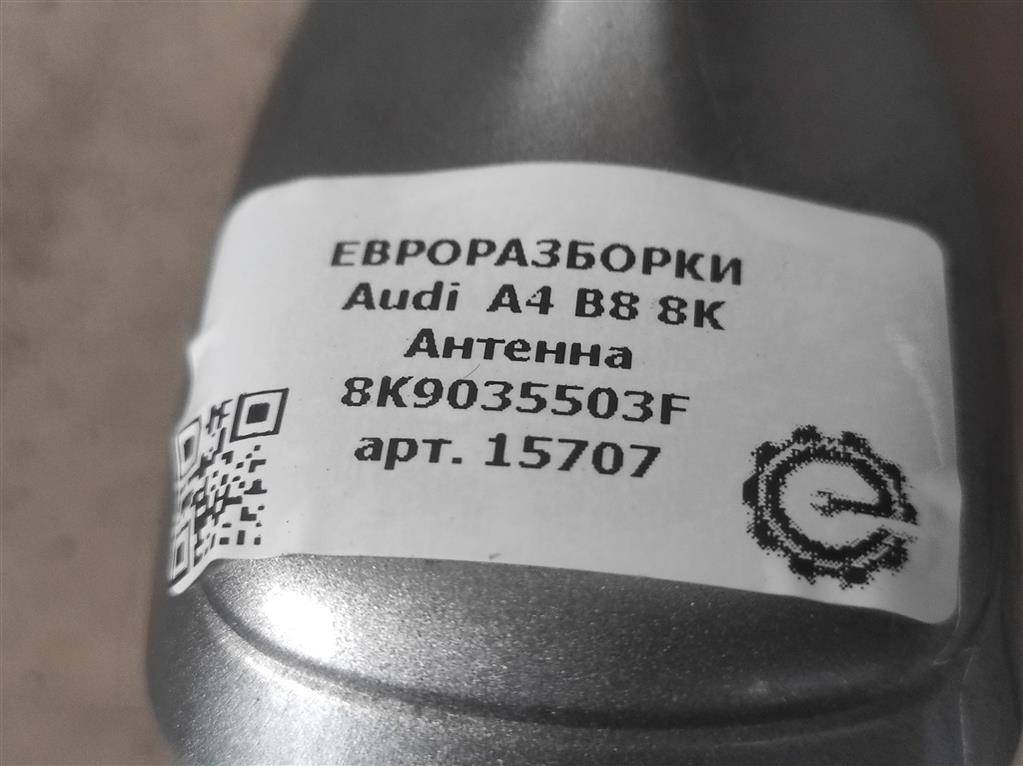 ЕВРОРАЗБОРКИ
Audi A4 B8 8K
Антенна
8K9035503F
арт. 15707